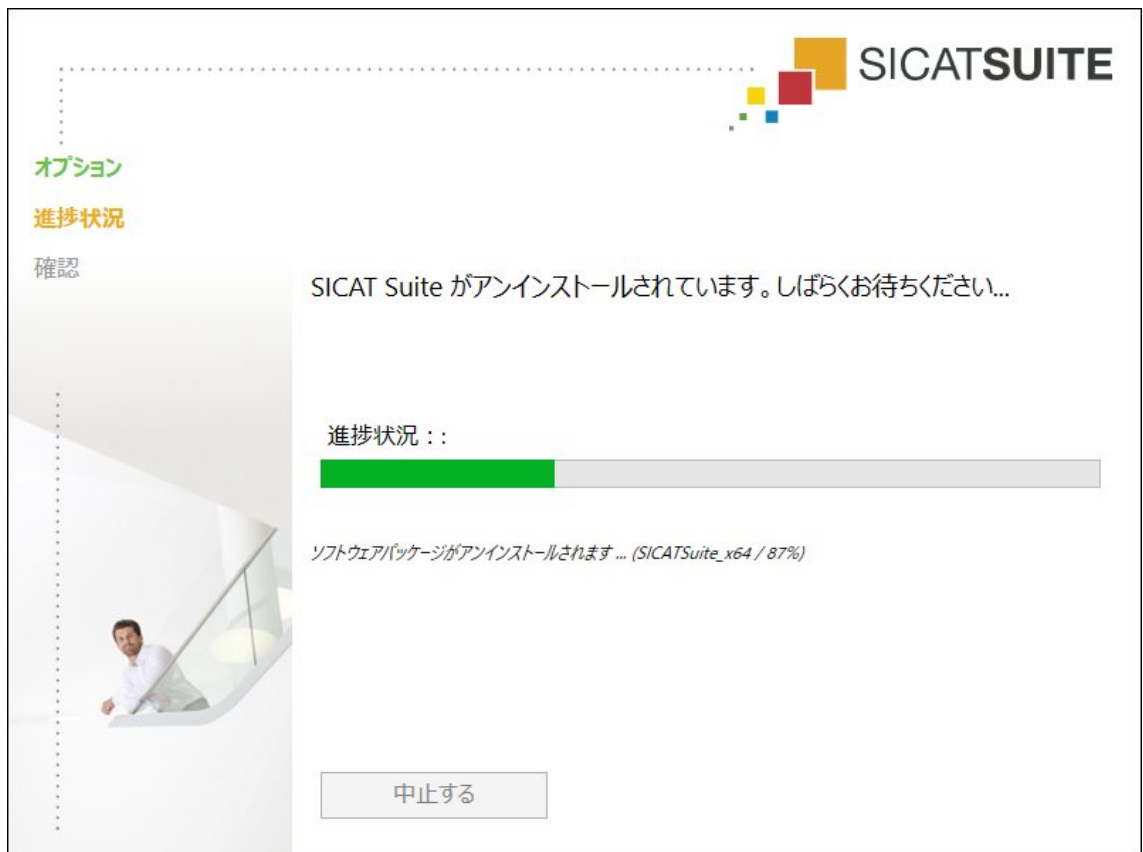 SICATSUITE
オプション
進捗状況
確認
SICAT Suite がアンインストールされています。しばらくお待ちください...
進捗状況：:
ソフトウェアパッケージがアンインストールされます ... (SICATSuite_x64 / 87%)
中止する